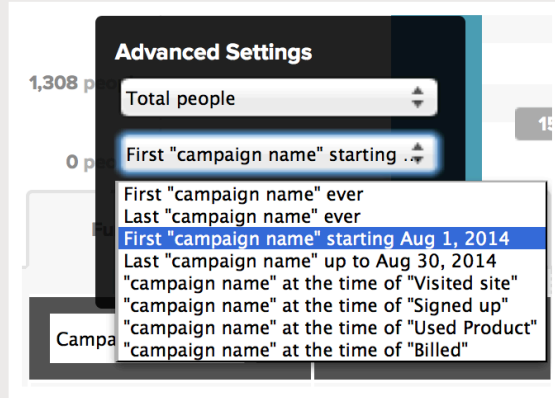 Advanced Settings
1,308 peo
Total people
15
0 peo
First "campaign name" starting ...
First "campaign name" ever
Last "campaign name" ever
Fu
First "campaign name" starting Aug 1, 2014
Last "campaign name" up to Aug 30, 2014
"campaign name" at the time of "Visited site"
"campaign name" at the time of "Signed up"
"campaign name" at the time of "Used Product"
Campa
"campaign name" at the time of "Billed"